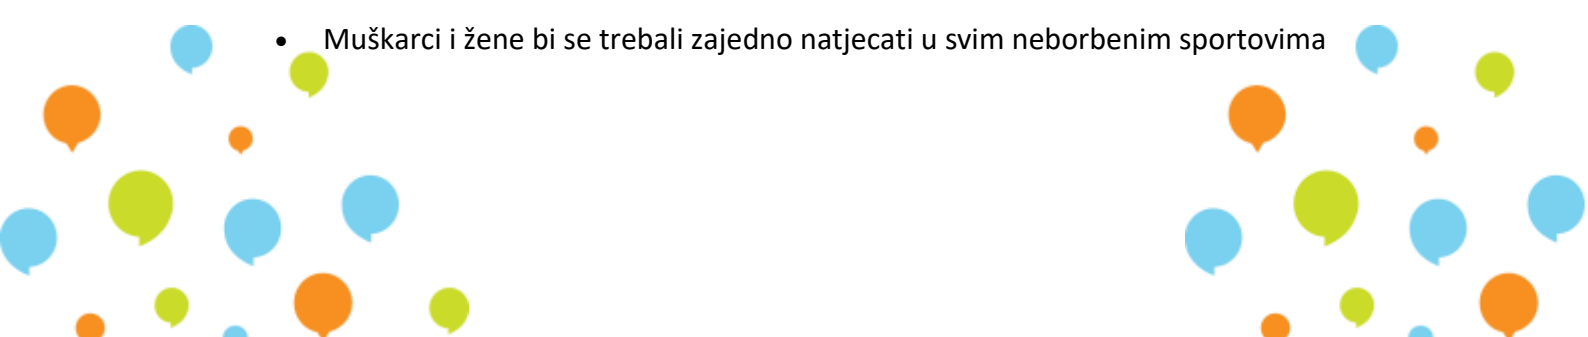 • Muškarci i žene bi se trebali zajedno natjecati u svim neborbenim sportovima